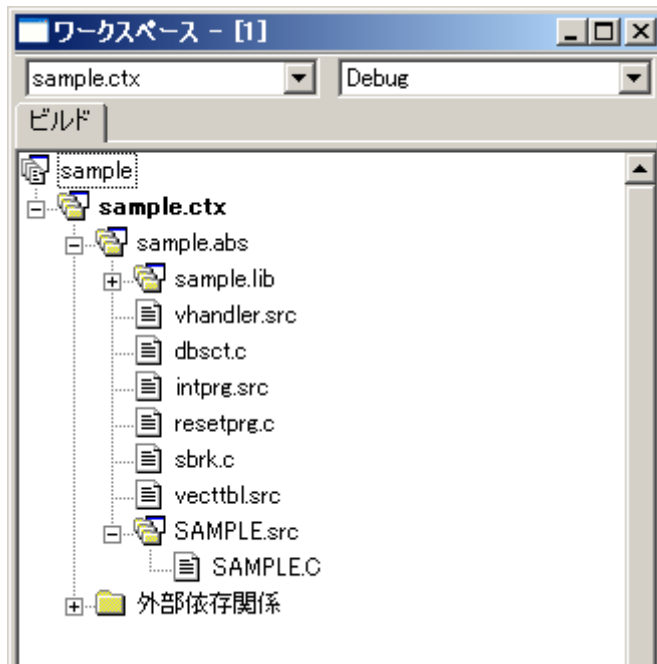 ワークスペース - [1]
sample.ctx Debug
ビルド
sample
sample.ctx
sample.abs
sample.lib
vhandler.src
dbsct.c
intprg.src
resetprg.c
sbrk.c
vecttbl.src
SAMPLE.src
SAMPLE.C
外部依存関係